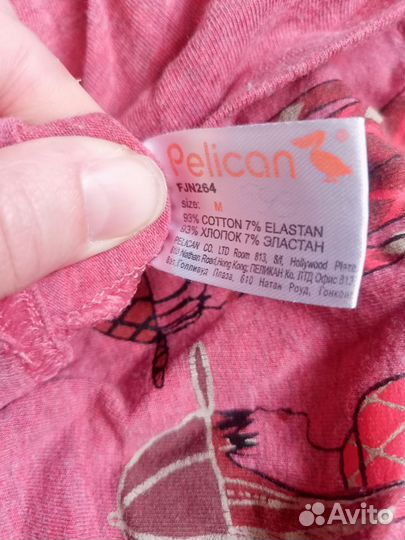 Pelican
FJN264
size: M
93% COTTON 7% ELASTAN
93% ХЛОПОК 7% ЭЛАСТАН
PELICAN CO, LTD Room 813, 8/f, Hollywood Plaza
610 Nathan Road,Hong Kong; ПЕЛИКАН Ко. ЛТД Офис 813
8эт. Голливуд Плаза, 610 Натан Роуд, Гонконг
Avito